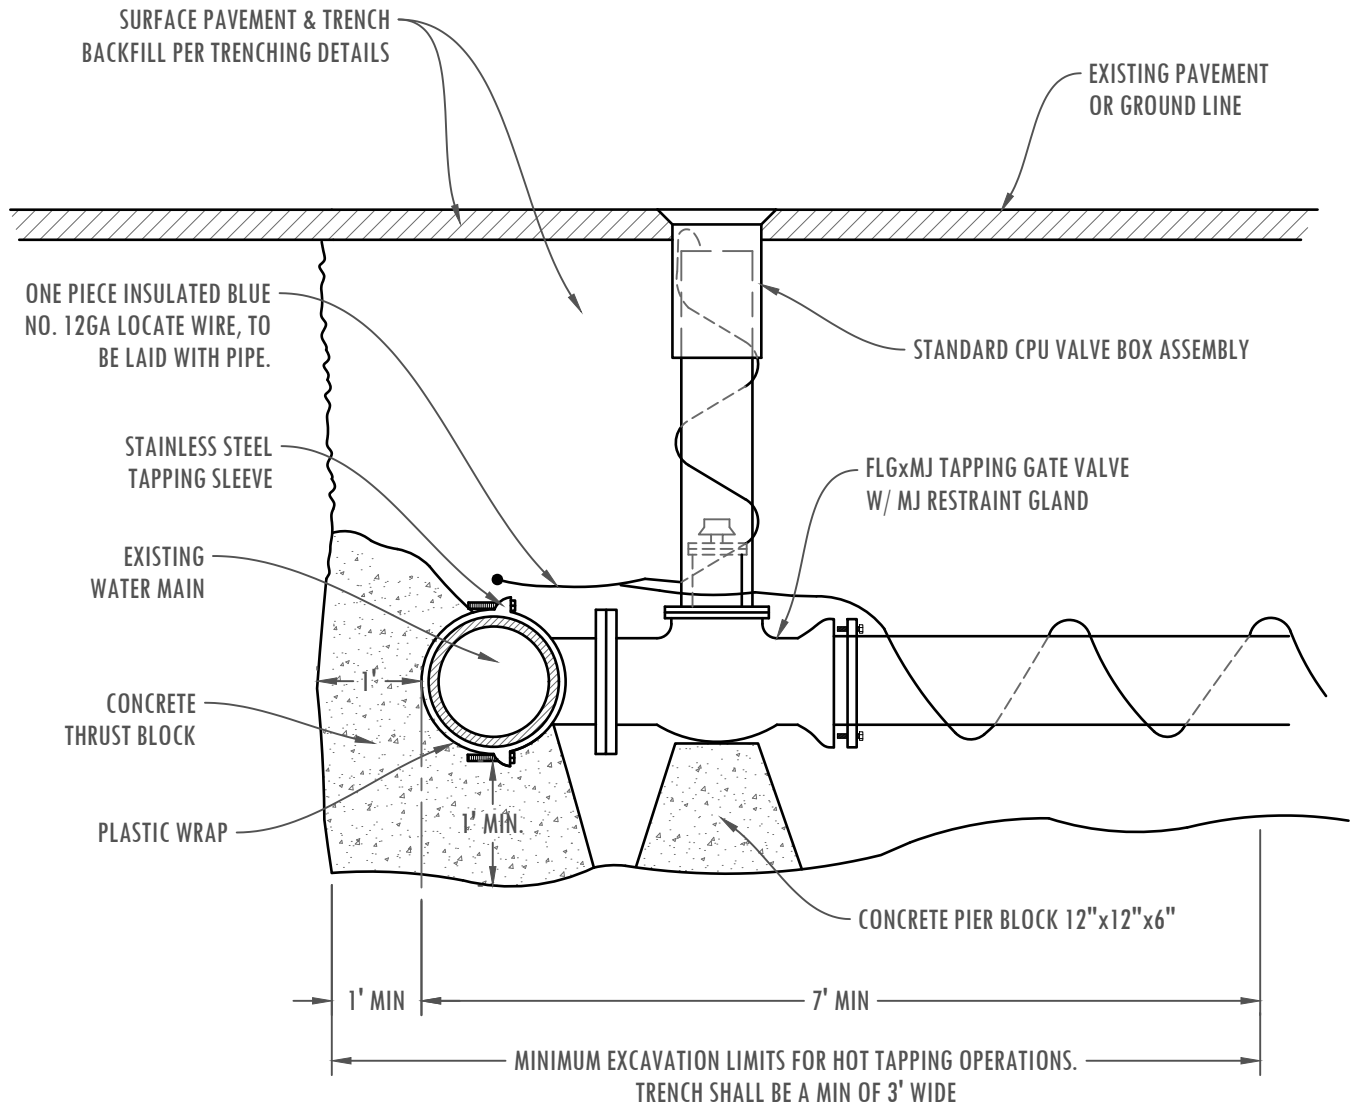 SURFACE PAVEMENT & TRENCH
BACKFILL PER TRENCHING DETAILS
EXISTING PAVEMENT
OR GROUND LINE
ONE PIECE INSULATED BLUE
NO. 12GA LOCATE WIRE, TO
BE LAID WITH PIPE.
STANDARD CPU VALVE BOX ASSEMBLY
STAINLESS STEEL
TAPPING SLEEVE
FLGxMJ TAPPING GATE VALVE
W/ MJ RESTRAINT GLAND
EXISTING
WATER MAIN
1'
CONCRETE
THRUST BLOCK
PLASTIC WRAP
1' MIN.
CONCRETE PIER BLOCK 12"x12"x6"
1' MIN
7' MIN
MINIMUM EXCAVATION LIMITS FOR HOT TAPPING OPERATIONS.
TRENCH SHALL BE A MIN OF 3' WIDE